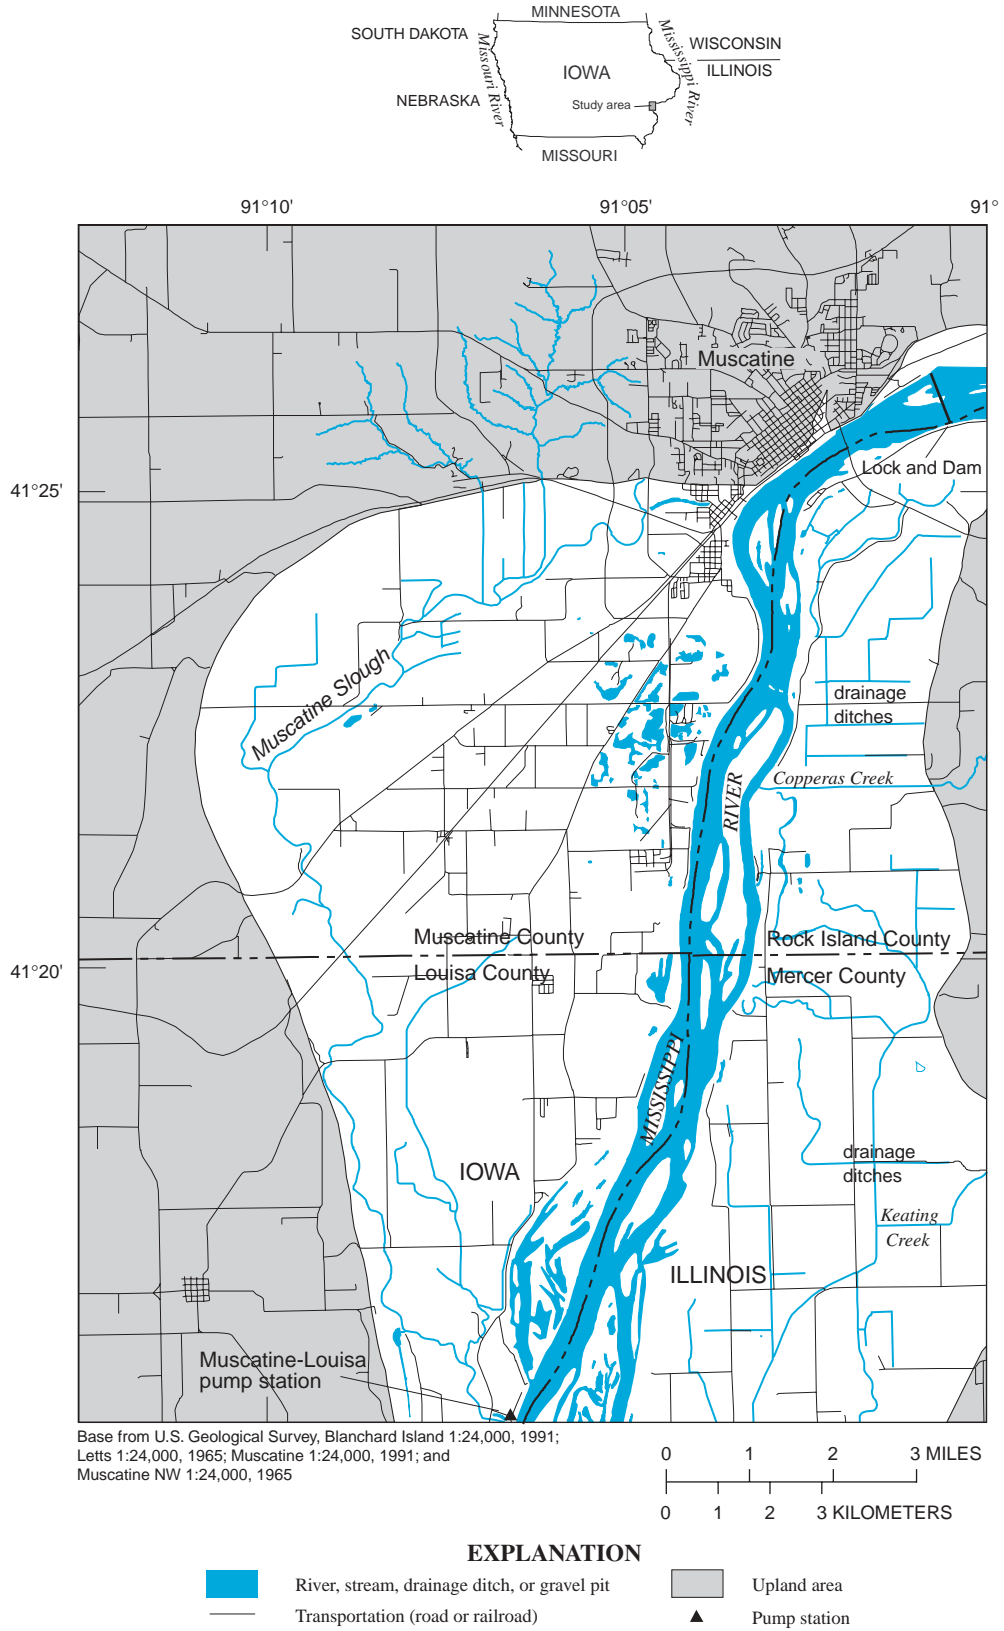 MINNESOTA
SOUTH DAKOTA
Missouri River
Mississippi River
WISCONSIN
ILLINOIS
IOWA
NEBRASKA
Study area
MISSOURI
91°10'
91°05'
91°
Muscatine
Lock and Dam
41°25'
Muscatine Slough
drainage
ditches
Copperas Creek
RIVER
Muscatine County
Rock Island County
41°20'
Louisa County
Mercer County
MISSISSIPPI
IOWA
drainage
ditches
Keating
Creek
ILLINOIS
Muscatine-Louisa
pump station
Base from U.S. Geological Survey, Blanchard Island 1:24,000, 1991;
Letts 1:24,000, 1965; Muscatine 1:24,000, 1991; and
Muscatine NW 1:24,000, 1965
0 1 2 3 MILES
0 1 2 3 KILOMETERS
EXPLANATION
River, stream, drainage ditch, or gravel pit
Upland area
Transportation (road or railroad)
Pump station